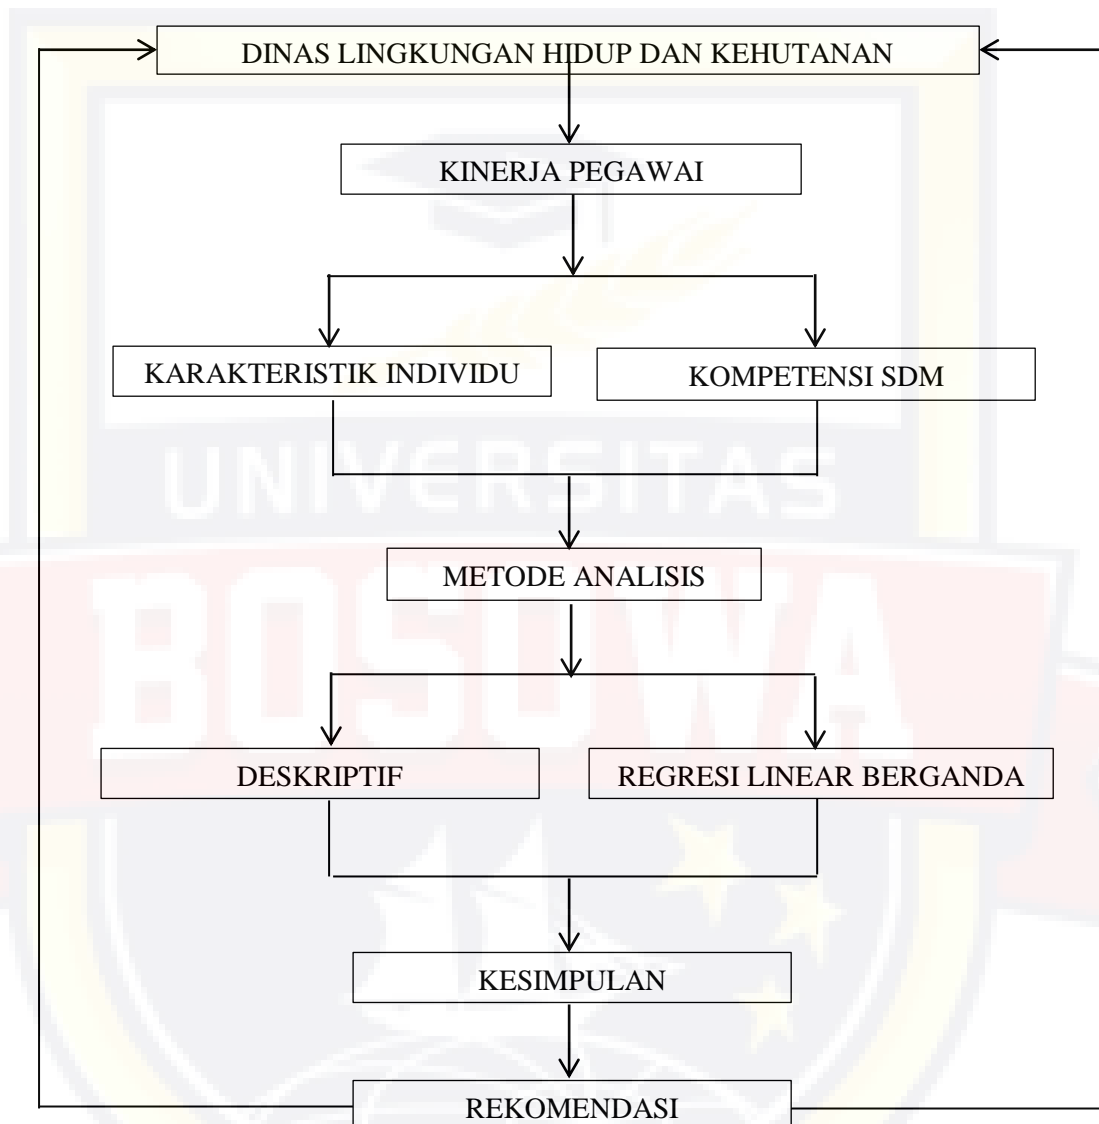 DINAS LINGKUNGAN HIDUP DAN KEHUTANAN
KINERJA PEGAWAI
KARAKTERISTIK INDIVIDU
KOMPETENSI SDM
UNIVERSITAS
METODE ANALISIS
BOSOWA
DESKRIPTIF
REGRESI LINEAR BERGANDA
KESIMPULAN
REKOMENDASI